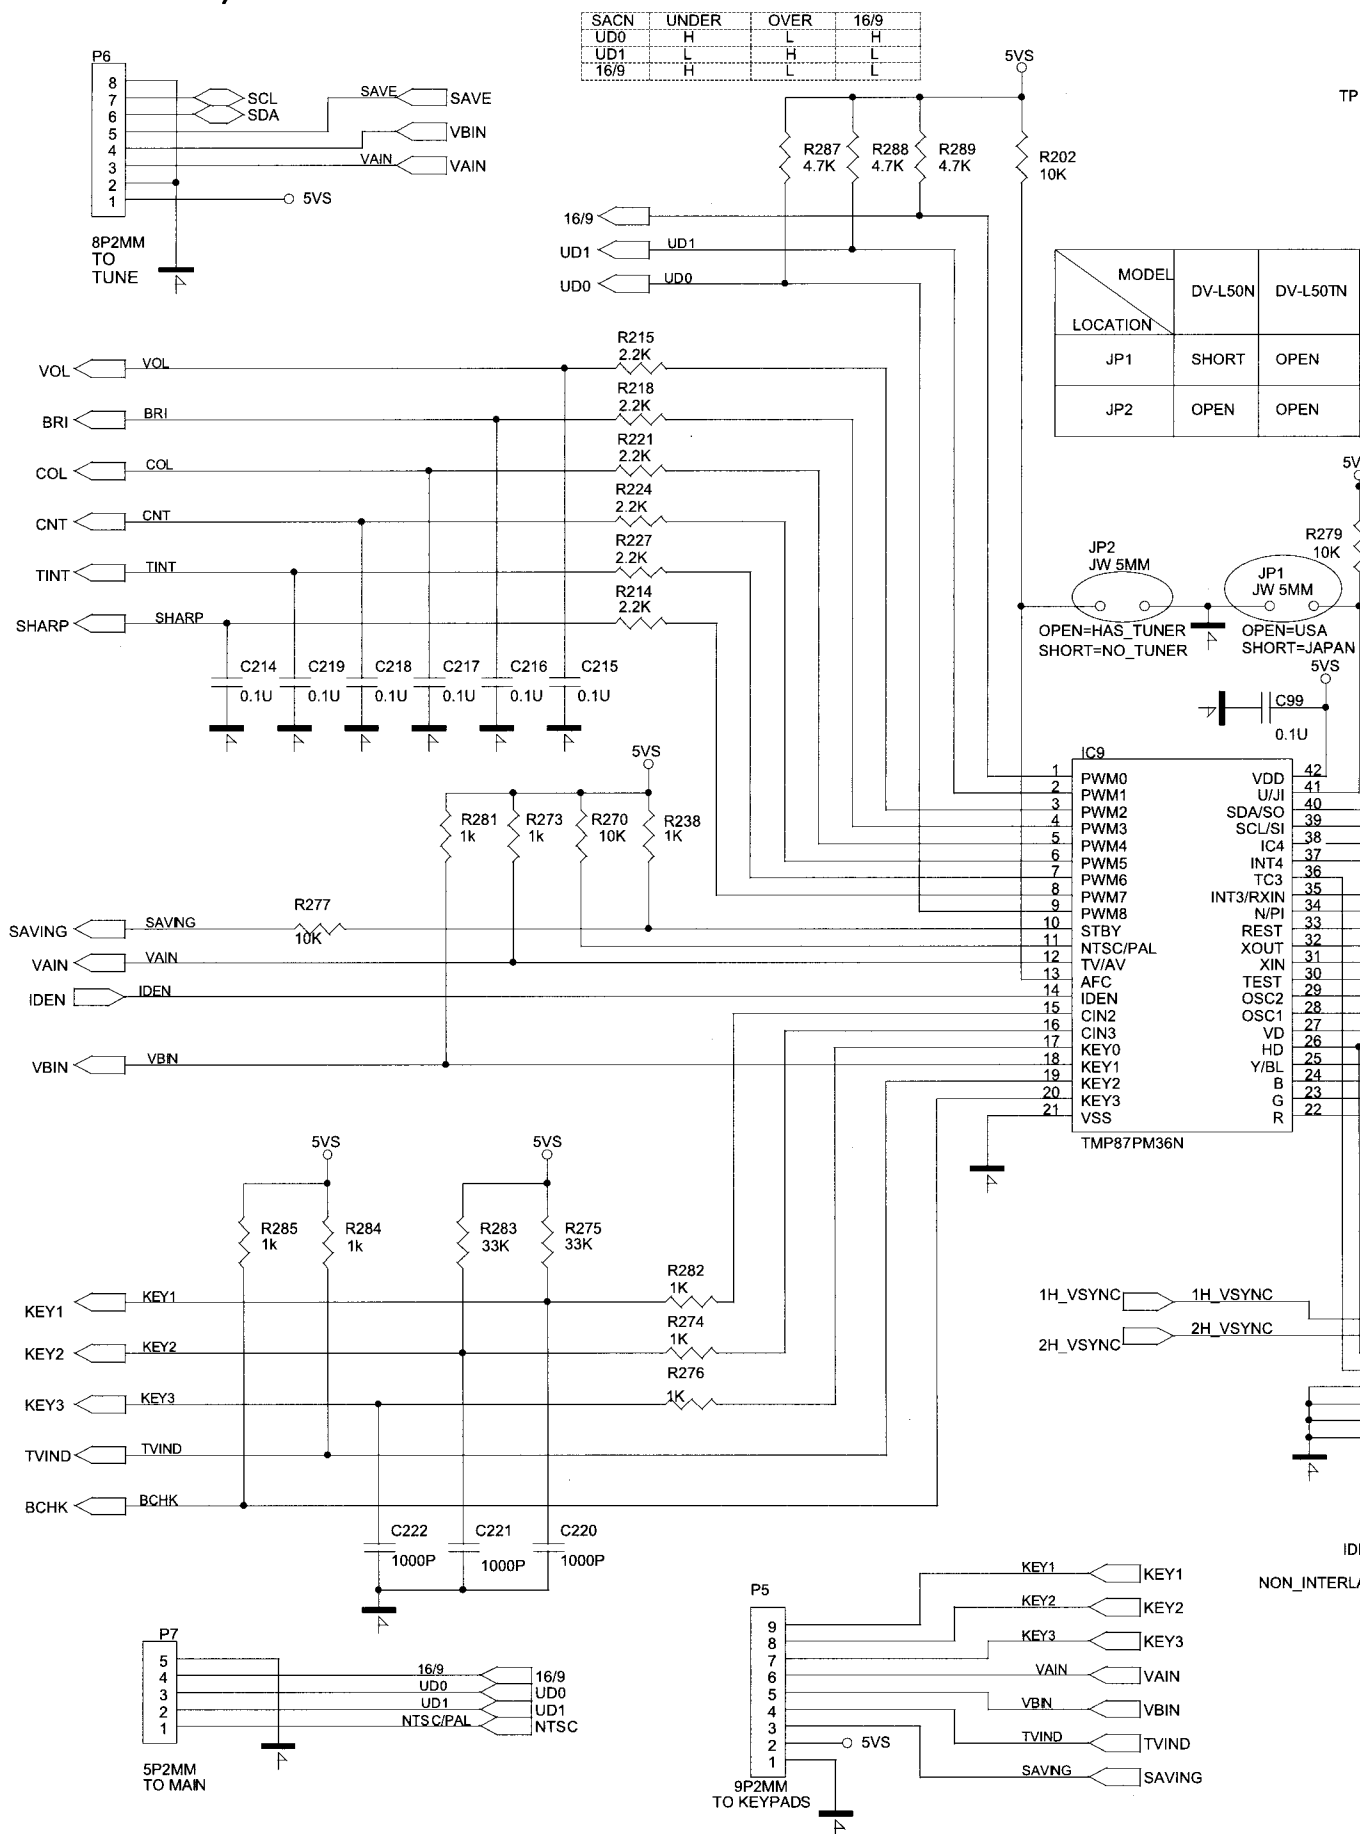 SACN UNDER OVER 16/9
UD0 H L H
UD1 L H L
16/9 H L L
P6
8
7
6
5
4
3
2
1
SCL
SDA
SAVE SAVE
VBIN
VAIN VAIN
5VS
8P2MM
TO
TUNE
5VS
TP
R287
4.7K
R288
4.7K
R289
4.7K
R202
10K
16/9
UD1 UD1
UD0 UD0
MODEL DV-L50N DV-L50TN
LOCATION
JP1 SHORT OPEN
JP2 OPEN OPEN
VOL VOL
BRI BRI
COL COL
CNT CNT
TINT TINT
SHARP SHARP
R215
2.2K
R218
2.2K
R221
2.2K
R224
2.2K
R227
2.2K
R214
2.2K
C214
0.1U
C219
0.1U
C218
0.1U
C217
0.1U
C216
0.1U
C215
0.1U
5V
R279
10K
JP2
JW 5MM
JP1
JW 5MM
OPEN=HAS_TUNER
SHORT=NO_TUNER
OPEN=USA
SHORT=JAPAN
5VS
C99
0.1U
5VS
R281
1k
R273
1k
R270
10K
R238
1K
R277
10K
SAVING SAVING
VAIN VAIN
IDEN IDEN
VBIN VBIN
IC9
1 PWM0 VDD 42
2 PWM1 U/JI 41
3 PWM2 SDA/SO 40
4 PWM3 SCL/SI 39
5 PWM4 IC4 38
6 PWM5 INT4 37
7 PWM6 TC3 36
8 PWM7 INT3/RXIN 35
9 PWM8 N/PI 34
10 STBY REST 33
11 NTSC/PAL XOUT 32
12 TV/AV XIN 31
13 AFC TEST 30
14 IDEN OSC2 29
15 CIN2 OSC1 28
16 CIN3 VD 27
17 KEY0 HD 26
18 KEY1 Y/BL 25
19 KEY2 B 24
20 KEY3 G 23
21 VSS R 22
TMP87PM36N
5VS
5VS
R285
1k
R284
1k
R283
33K
R275
33K
R282
1K
R274
1K
R276
1K
KEY1 KEY1
KEY2 KEY2
KEY3 KEY3
TVIND TVIND
BCHK BCHK
C222
1000P
C221
1000P
C220
1000P
1H_VSYNC 1H_VSYNC
2H_VSYNC 2H_VSYNC
ID
NON_INTERLA
P7
5
4
3
2
1
16/9 16/9
UD0 UD0
UD1 UD1
NTSC/PAL NTSC
5P2MM
TO MAIN
P5
9
8
7
6
5
4
3
2
1
KEY1 KEY1
KEY2 KEY2
KEY3 KEY3
VAIN VAIN
VBIN VBIN
TVIND TVIND
SAVING SAVING
5VS
9P2MM
TO KEYPADS